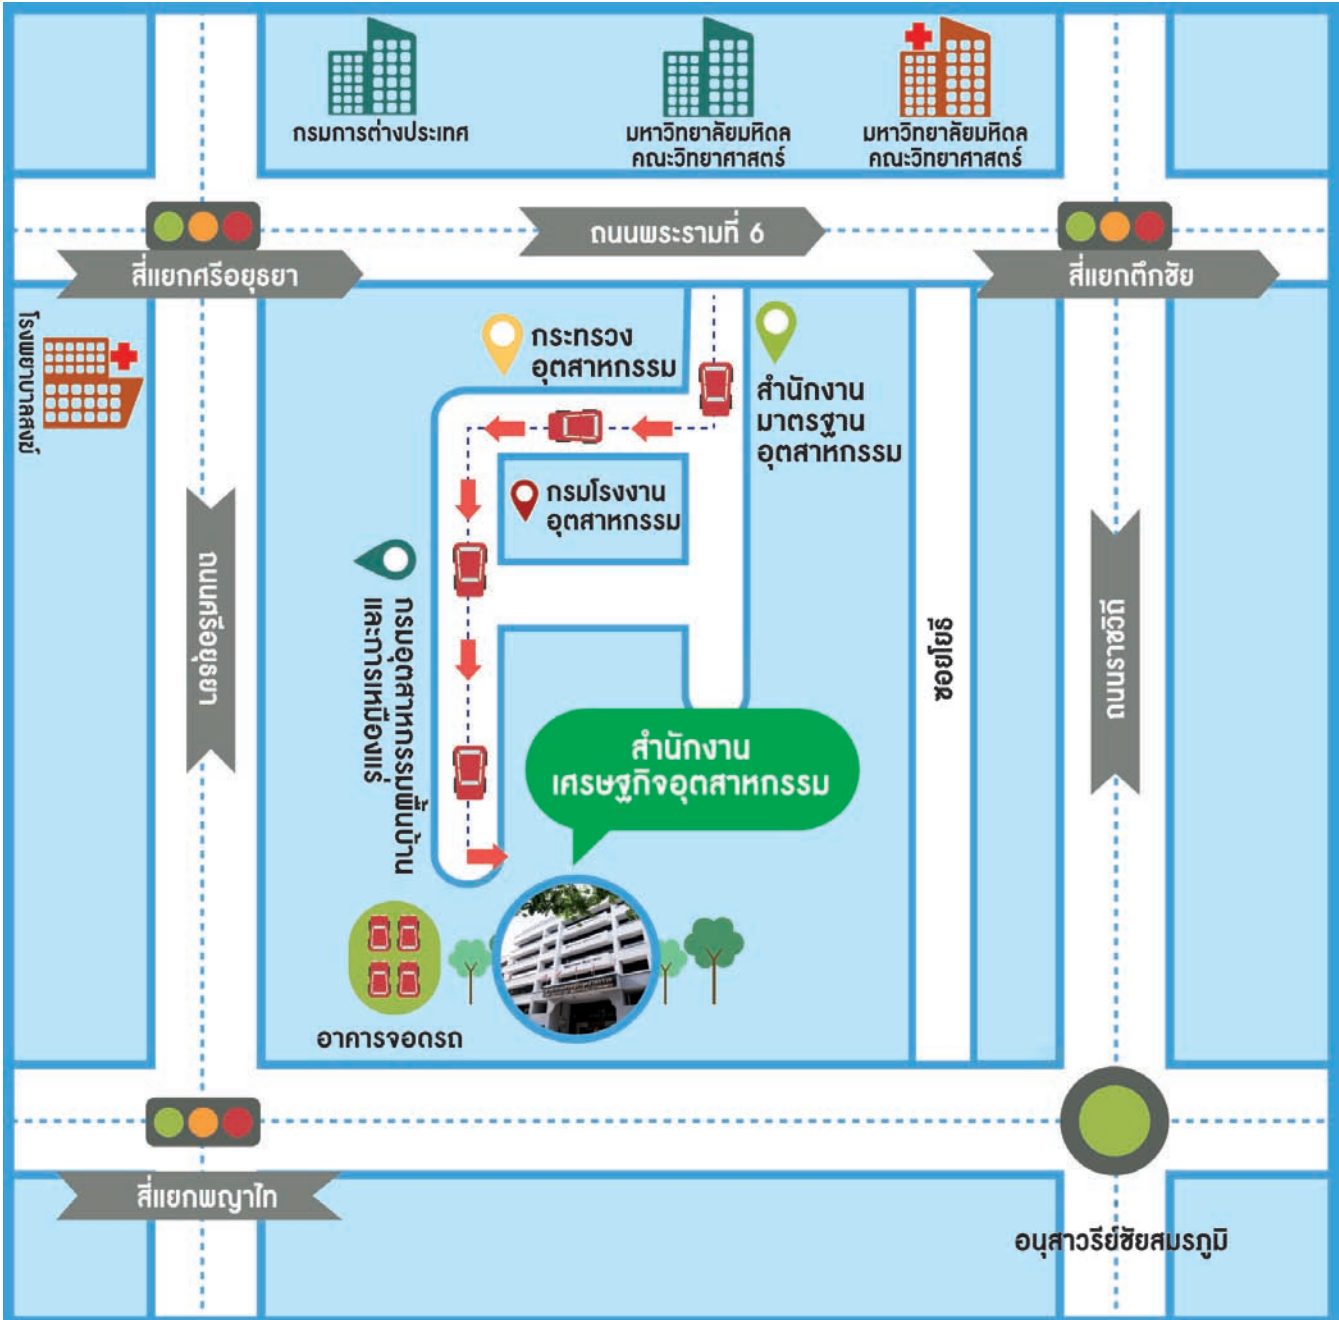 กรมการต่างประเทศ
มหาวิทยาลัยมหิดล
คณะวิทยาศาสตร์
มหาวิทยาลัยมหิดล
คณะวิทยาศาสตร์
ถนนพระรามที่ 6
สี่แยกศรีอยุธยา
สี่แยกตึกชัย
โรงพยาบาลสงฆ์
กระทรวง
อุตสาหกรรม
สำนักงาน
มาตรฐาน
อุตสาหกรรม
กรมโรงงาน
อุตสาหกรรม
ถนนศรีอยุธยา
กรมอุตสาหกรรมพื้นบ้าน
และการเหมืองแร่
ซอยโยธี
ถนนราชวิถี
สำนักงาน
เศรษฐกิจอุตสาหกรรม
อาคารจอดรถ
สี่แยกพญาไท
อนุสาวรีย์ชัยสมรภูมิ